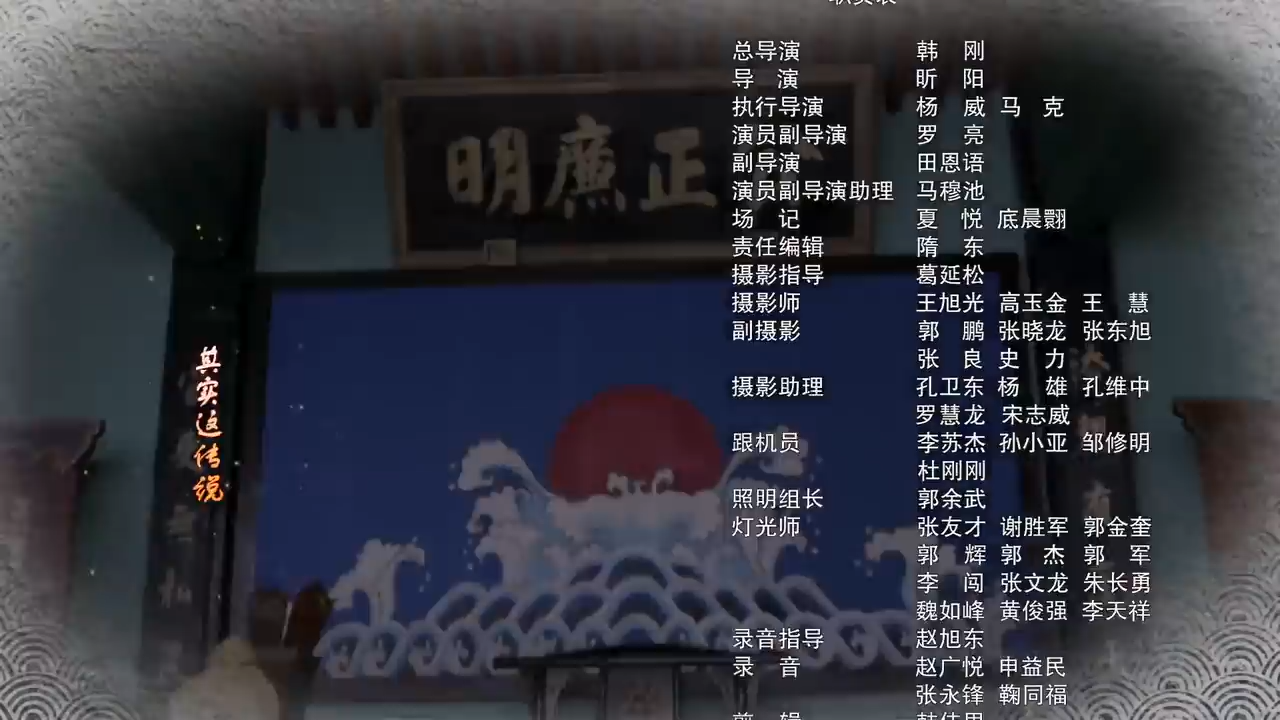 职员表
总导演 韩 刚
导 演 昕 阳
执行导演 杨 威 马 克
演员副导演 罗 亮
副导演 田恩语
演员副导演助理 马穆池
场 记 夏 悦 底晨翾
责任编辑 隋 东
摄影指导 葛延松
摄影师 王旭光 高玉金 王 慧
副摄影 郭 鹏 张晓龙 张东旭
张 良 史 力
摄影助理 孔卫东 杨 雄 孔维中
罗慧龙 宋志威
跟机员 李苏杰 孙小亚 邹修明
杜刚刚
照明组长 郭余武
灯光师 张友才 谢胜军 郭金奎
郭 辉 郭 杰 郭 军
李 闯 张文龙 朱长勇
魏如峰 黄俊强 李天祥
录音指导 赵旭东
录 音 赵广悦 申益民
张永锋 鞠同福
剪 辑
明廉正
其实这传说